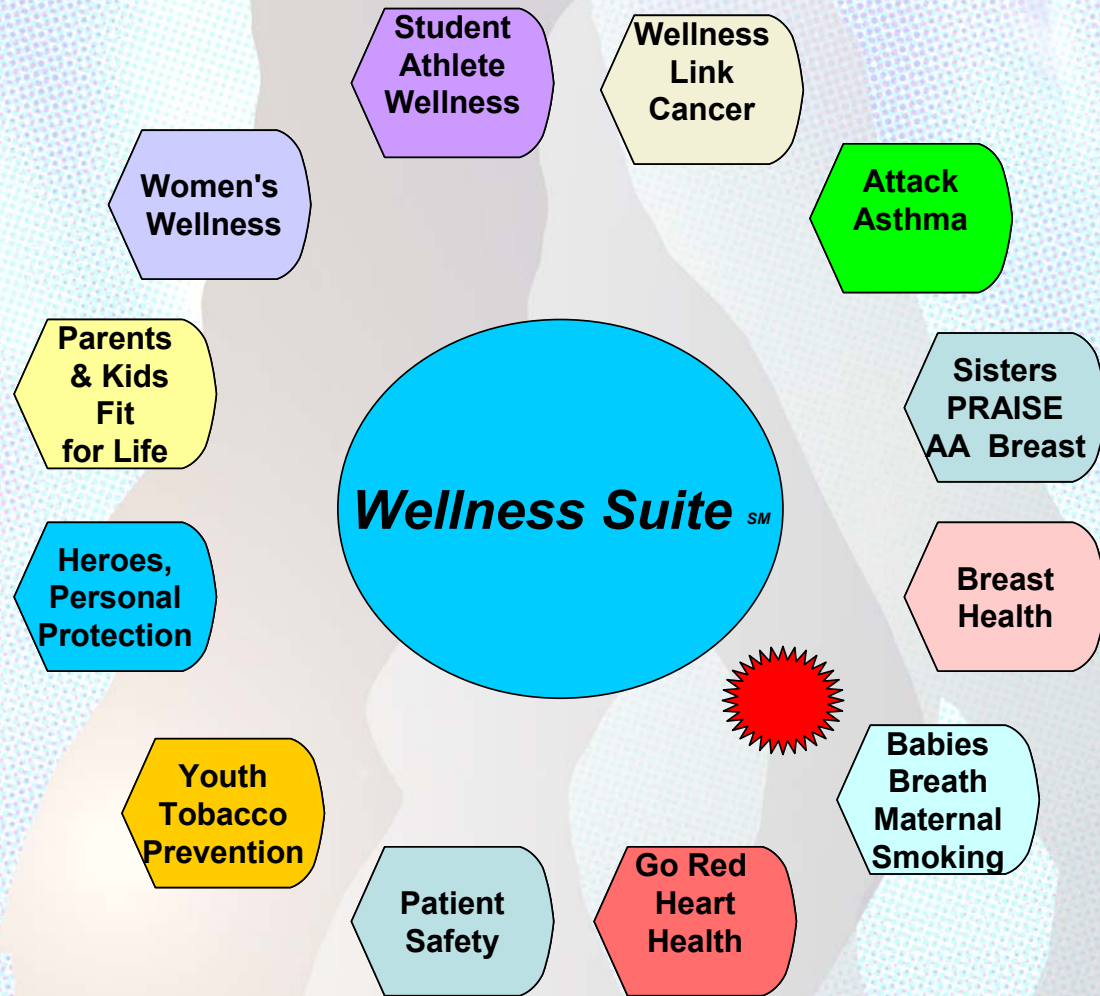 Student
Athlete
Wellness
Wellness
Link
Cancer
Attack
Asthma
Women's
Wellness
Parents
& Kids
Fit
for Life
Sisters
PRAISE
AA Breast
Wellness Suite SM
Heroes,
Personal
Protection
Breast
Health
Youth
Tobacco
Prevention
Babies
Breath
Maternal
Smoking
Patient
Safety
Go Red
Heart
Health